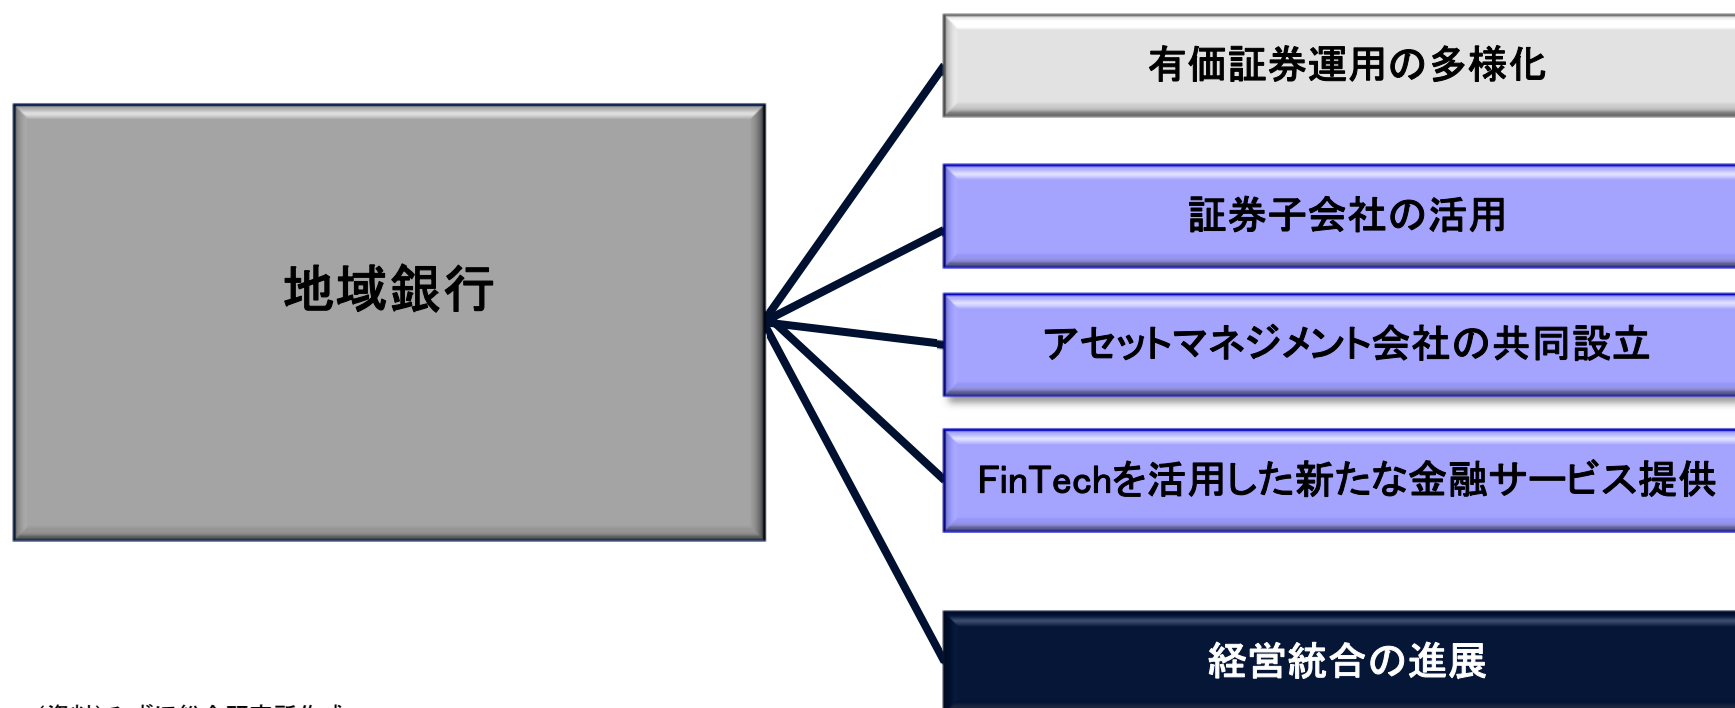 有価証券運用の多様化
地域銀行
証券子会社の活用
アセットマネジメント会社の共同設立
FinTechを活用した新たな金融サービス提供
経営統合の進展